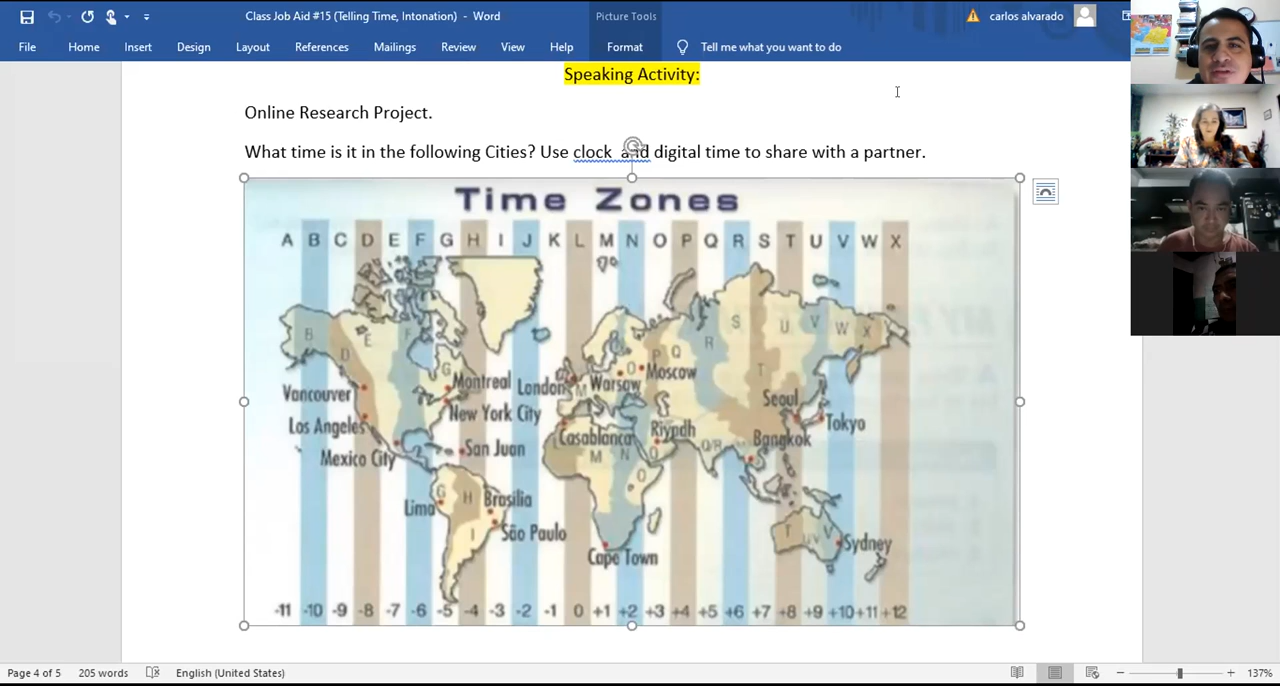 Class Job Aid #15 (Telling Time, Intonation) - Word
Picture Tools
carlos alvarado
File Home Insert Design Layout References Mailings Review View Help Format Tell me what you want to do
Speaking Activity:
Online Research Project.
What time is it in the following Cities? Use clock and digital time to share with a partner.
Time Zones
A B C D E F G H I J K L M N O P Q R S T U V W X
B
D
E
F
G
S
R
U
V
W
X
O
P
Q
T
Vancouver
Montreal
London
M
Warsaw
Moscow
Los Angeles
New York City
Seoul
Tokyo
Mexico City
San Juan
Casablanca
Riyadh
Bangkok
M
N
O
O
Q/R
Lima
G
H
Brasilia
I
São Paulo
Cape Town
T
U/V
V
Sydney
-11 -10 -9 -8 -7 -6 -5 -4 -3 -2 -1 0 +1 +2 +3 +4 +5 +6 +7 +8 +9 +10 +11 +12
Page 4 of 5 205 words English (United States) 137%